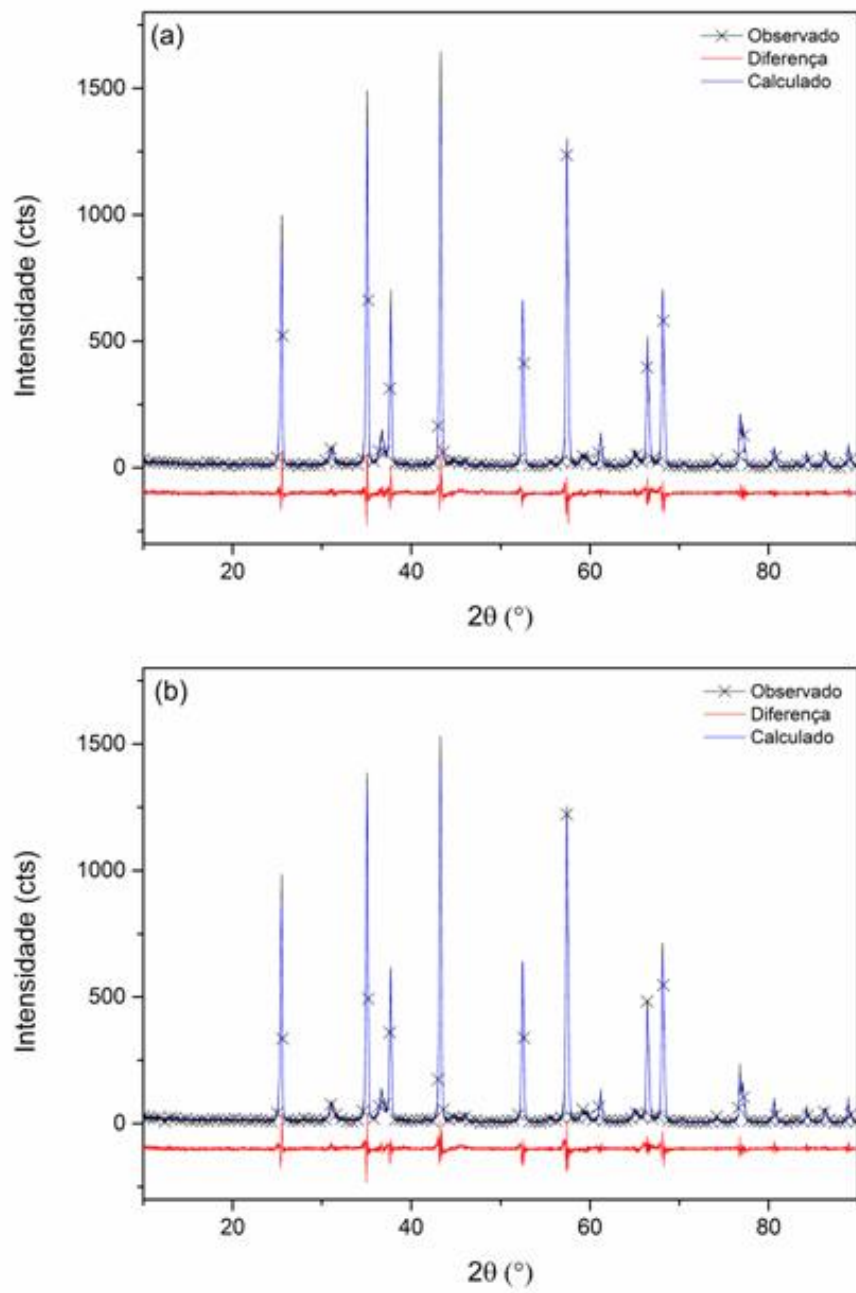 (a)
Observado
Diferença
Calculado
1500
1000
500
0
Intensidade (cts)
20 40 60 80
2θ (°)
(b)
Observado
Diferença
Calculado
1500
1000
500
0
Intensidade (cts)
20 40 60 80
2θ (°)